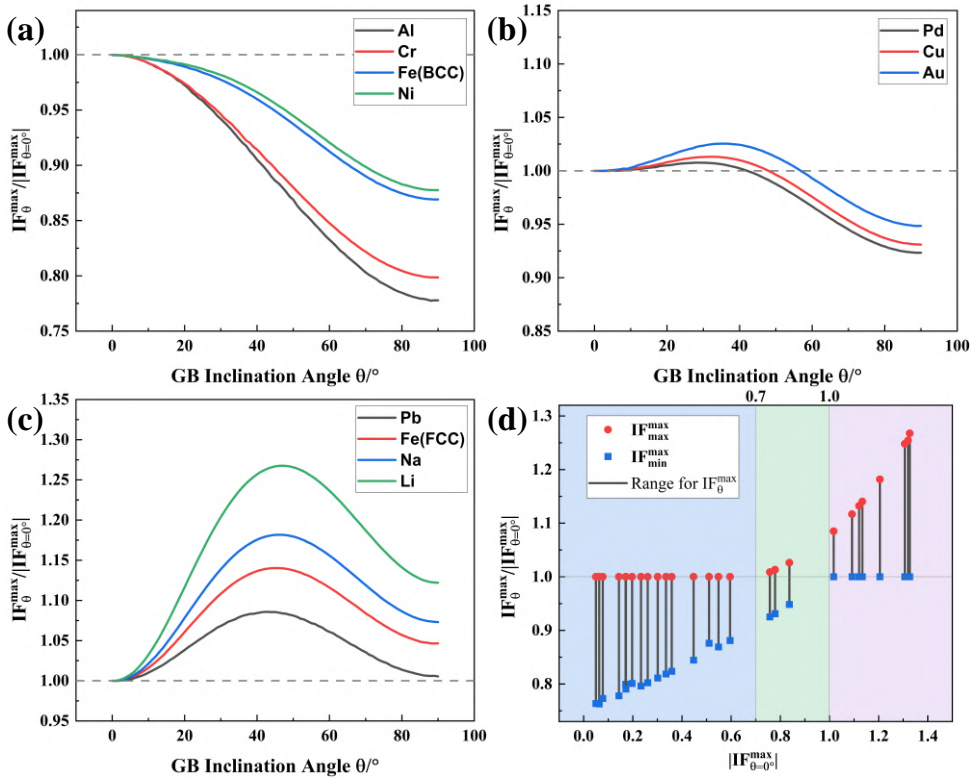 (a)
1.00
0.95
0.90
0.85
0.80
0.75
IF_θ^max/|IF_θ=0°^max|
0 20 40 60 80 100
GB Inclination Angle θ/°
Al
Cr
Fe(BCC)
Ni
(b)
1.15
1.10
1.05
1.00
0.95
0.90
0.85
IF_θ^max/|IF_θ=0°^max|
0 20 40 60 80 100
GB Inclination Angle θ/°
Pd
Cu
Au
(c)
1.35
1.30
1.25
1.20
1.15
1.10
1.05
1.00
0.95
IF_θ^max/|IF_θ=0°^max|
0 20 40 60 80 100
GB Inclination Angle θ/°
Pb
Fe(FCC)
Na
Li
(d)
0.7 1.0
1.3
1.2
1.1
1.0
0.9
0.8
IF_θ^max/|IF_θ=0°^max|
0.0 0.2 0.4 0.6 0.8 1.0 1.2 1.4
|IF_θ=0°^max|
IF_max^max
IF_min^max
Range for IF_θ^max